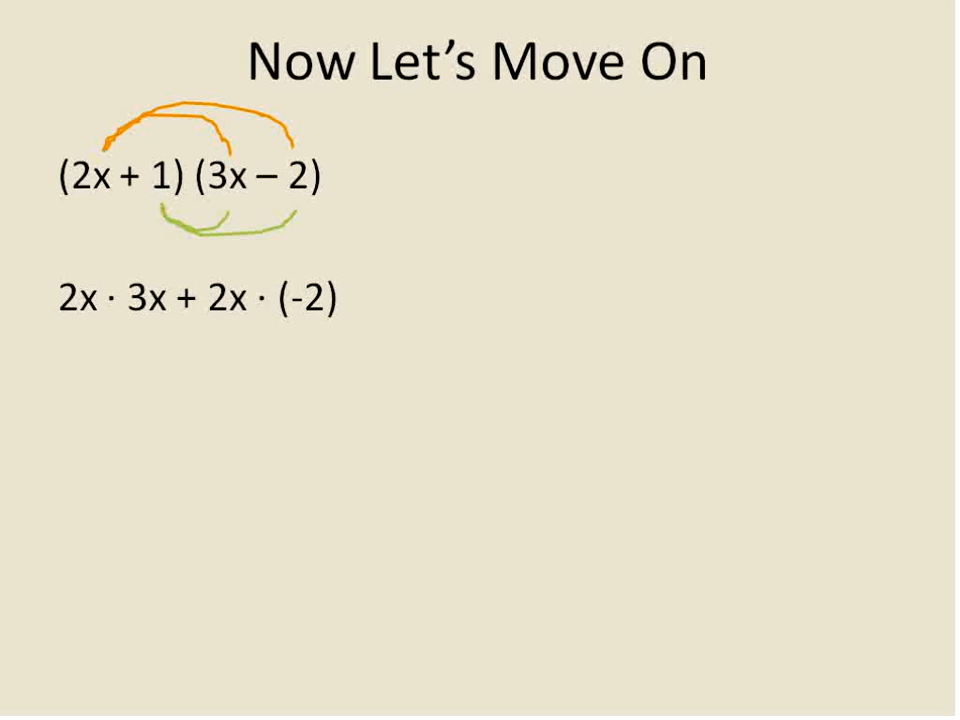 Now Let’s Move On
(2x + 1) (3x – 2)
2x · 3x + 2x · (-2)